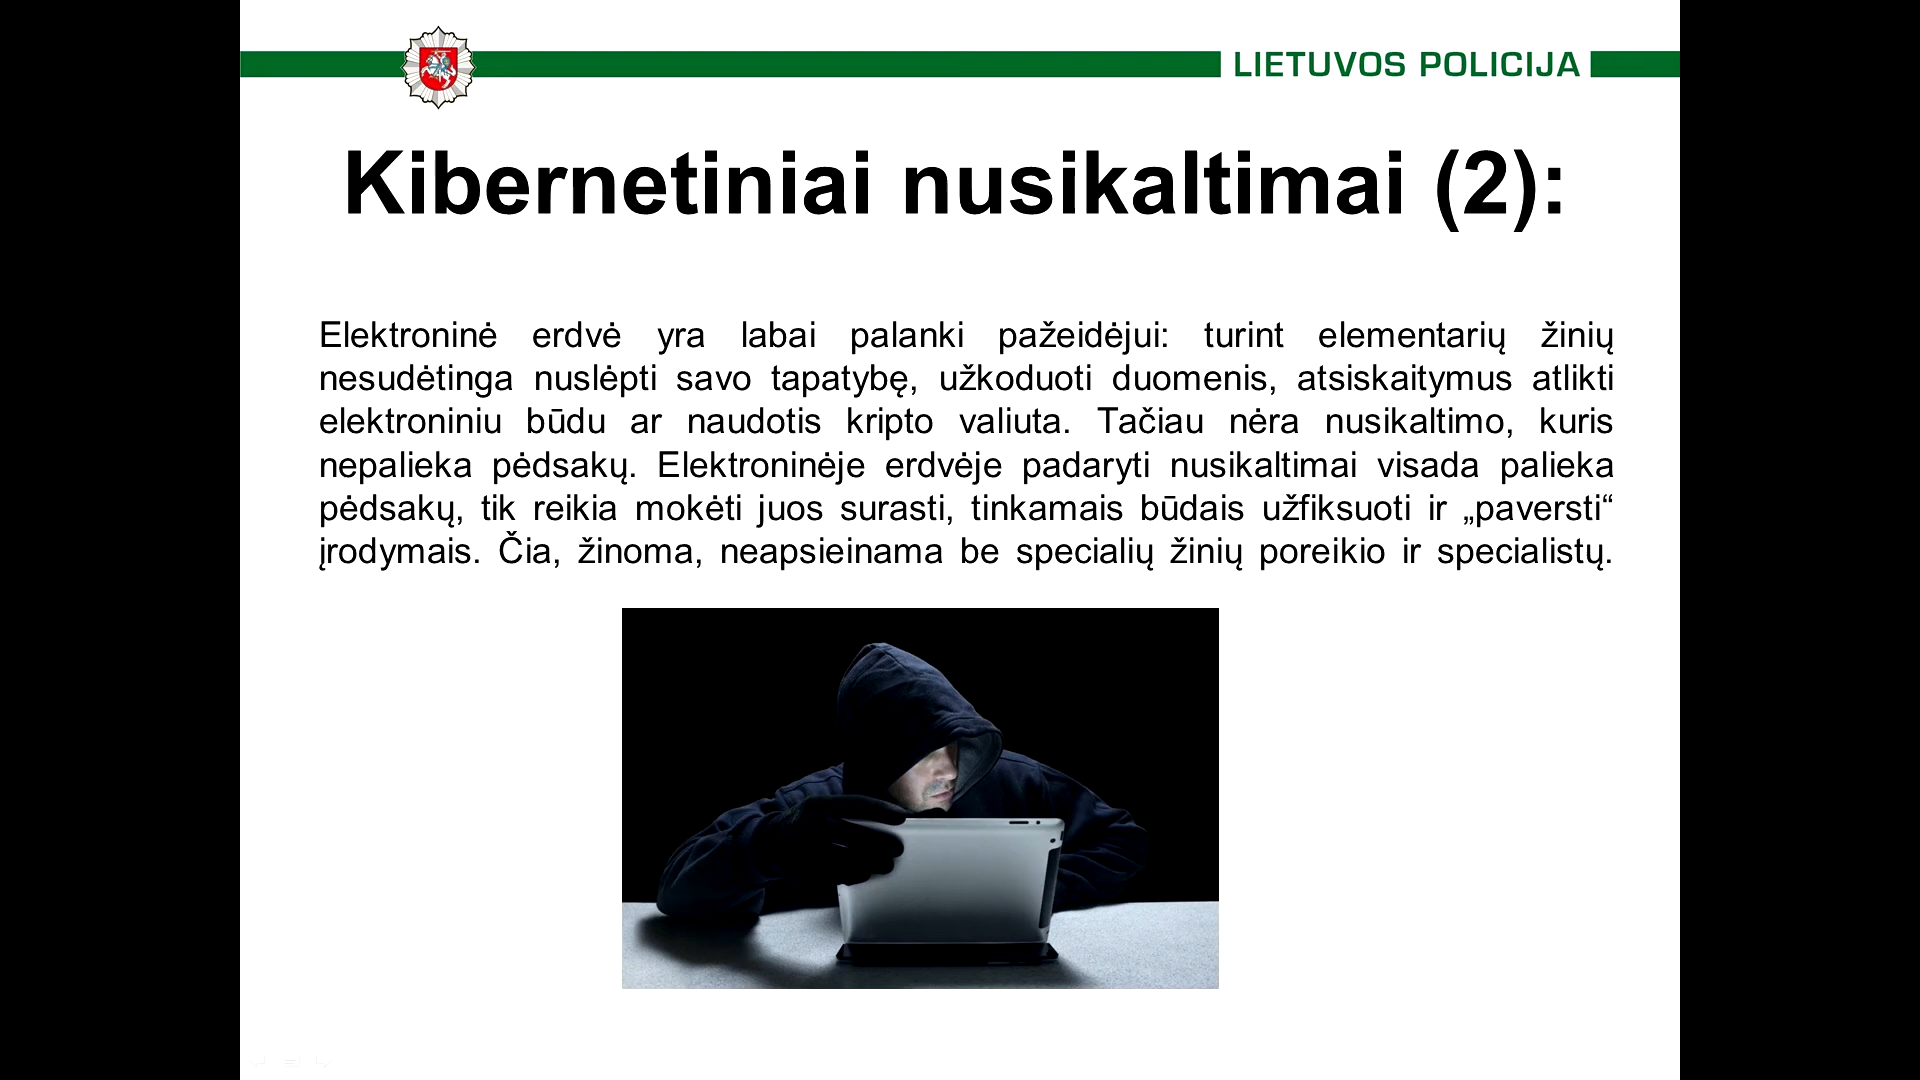 LIETUVOS POLICIJA
Kibernetiniai nusikaltimai (2):
Elektroninė erdvė yra labai palanki pažeidėjui: turint elementarių žinių
nesudėtinga nuslėpti savo tapatybę, užkoduoti duomenis, atsiskaitymus atlikti
elektroniniu būdu ar naudotis kripto valiuta. Tačiau nėra nusikaltimo, kuris
nepalieka pėdsakų. Elektroninėje erdvėje padaryti nusikaltimai visada palieka
pėdsakų, tik reikia mokėti juos surasti, tinkamais būdais užfiksuoti ir „paversti“
įrodymais. Čia, žinoma, neapsieinama be specialių žinių poreikio ir specialistų.